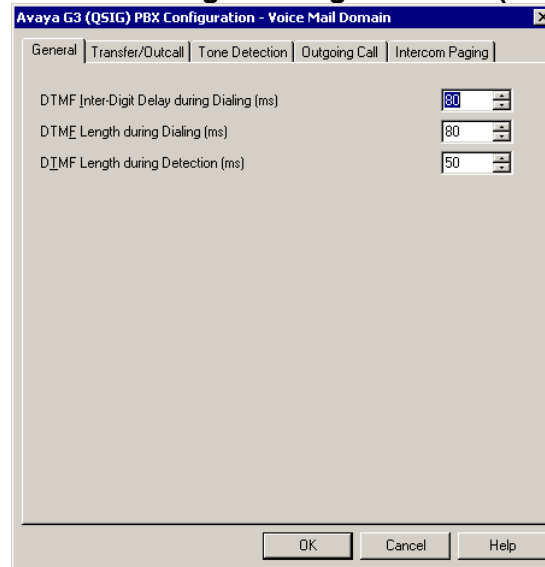 Avaya G3 (QSIG) PBX Configuration - Voice Mail Domain
General Transfer/Outcall Tone Detection Outgoing Call Intercom Paging
DTMF Inter-Digit Delay during Dialing (ms) 80
DTMF Length during Dialing (ms) 80
DTMF Length during Detection (ms) 50
OK Cancel Help